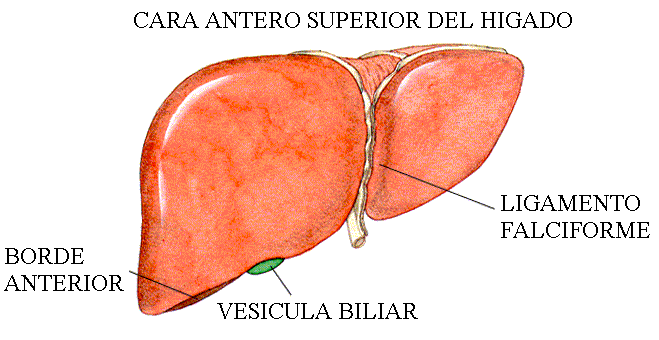 CARA ANTERO SUPERIOR DEL HIGADO
LIGAMENTO
FALCIFORME
BORDE
ANTERIOR
VESICULA BILIAR